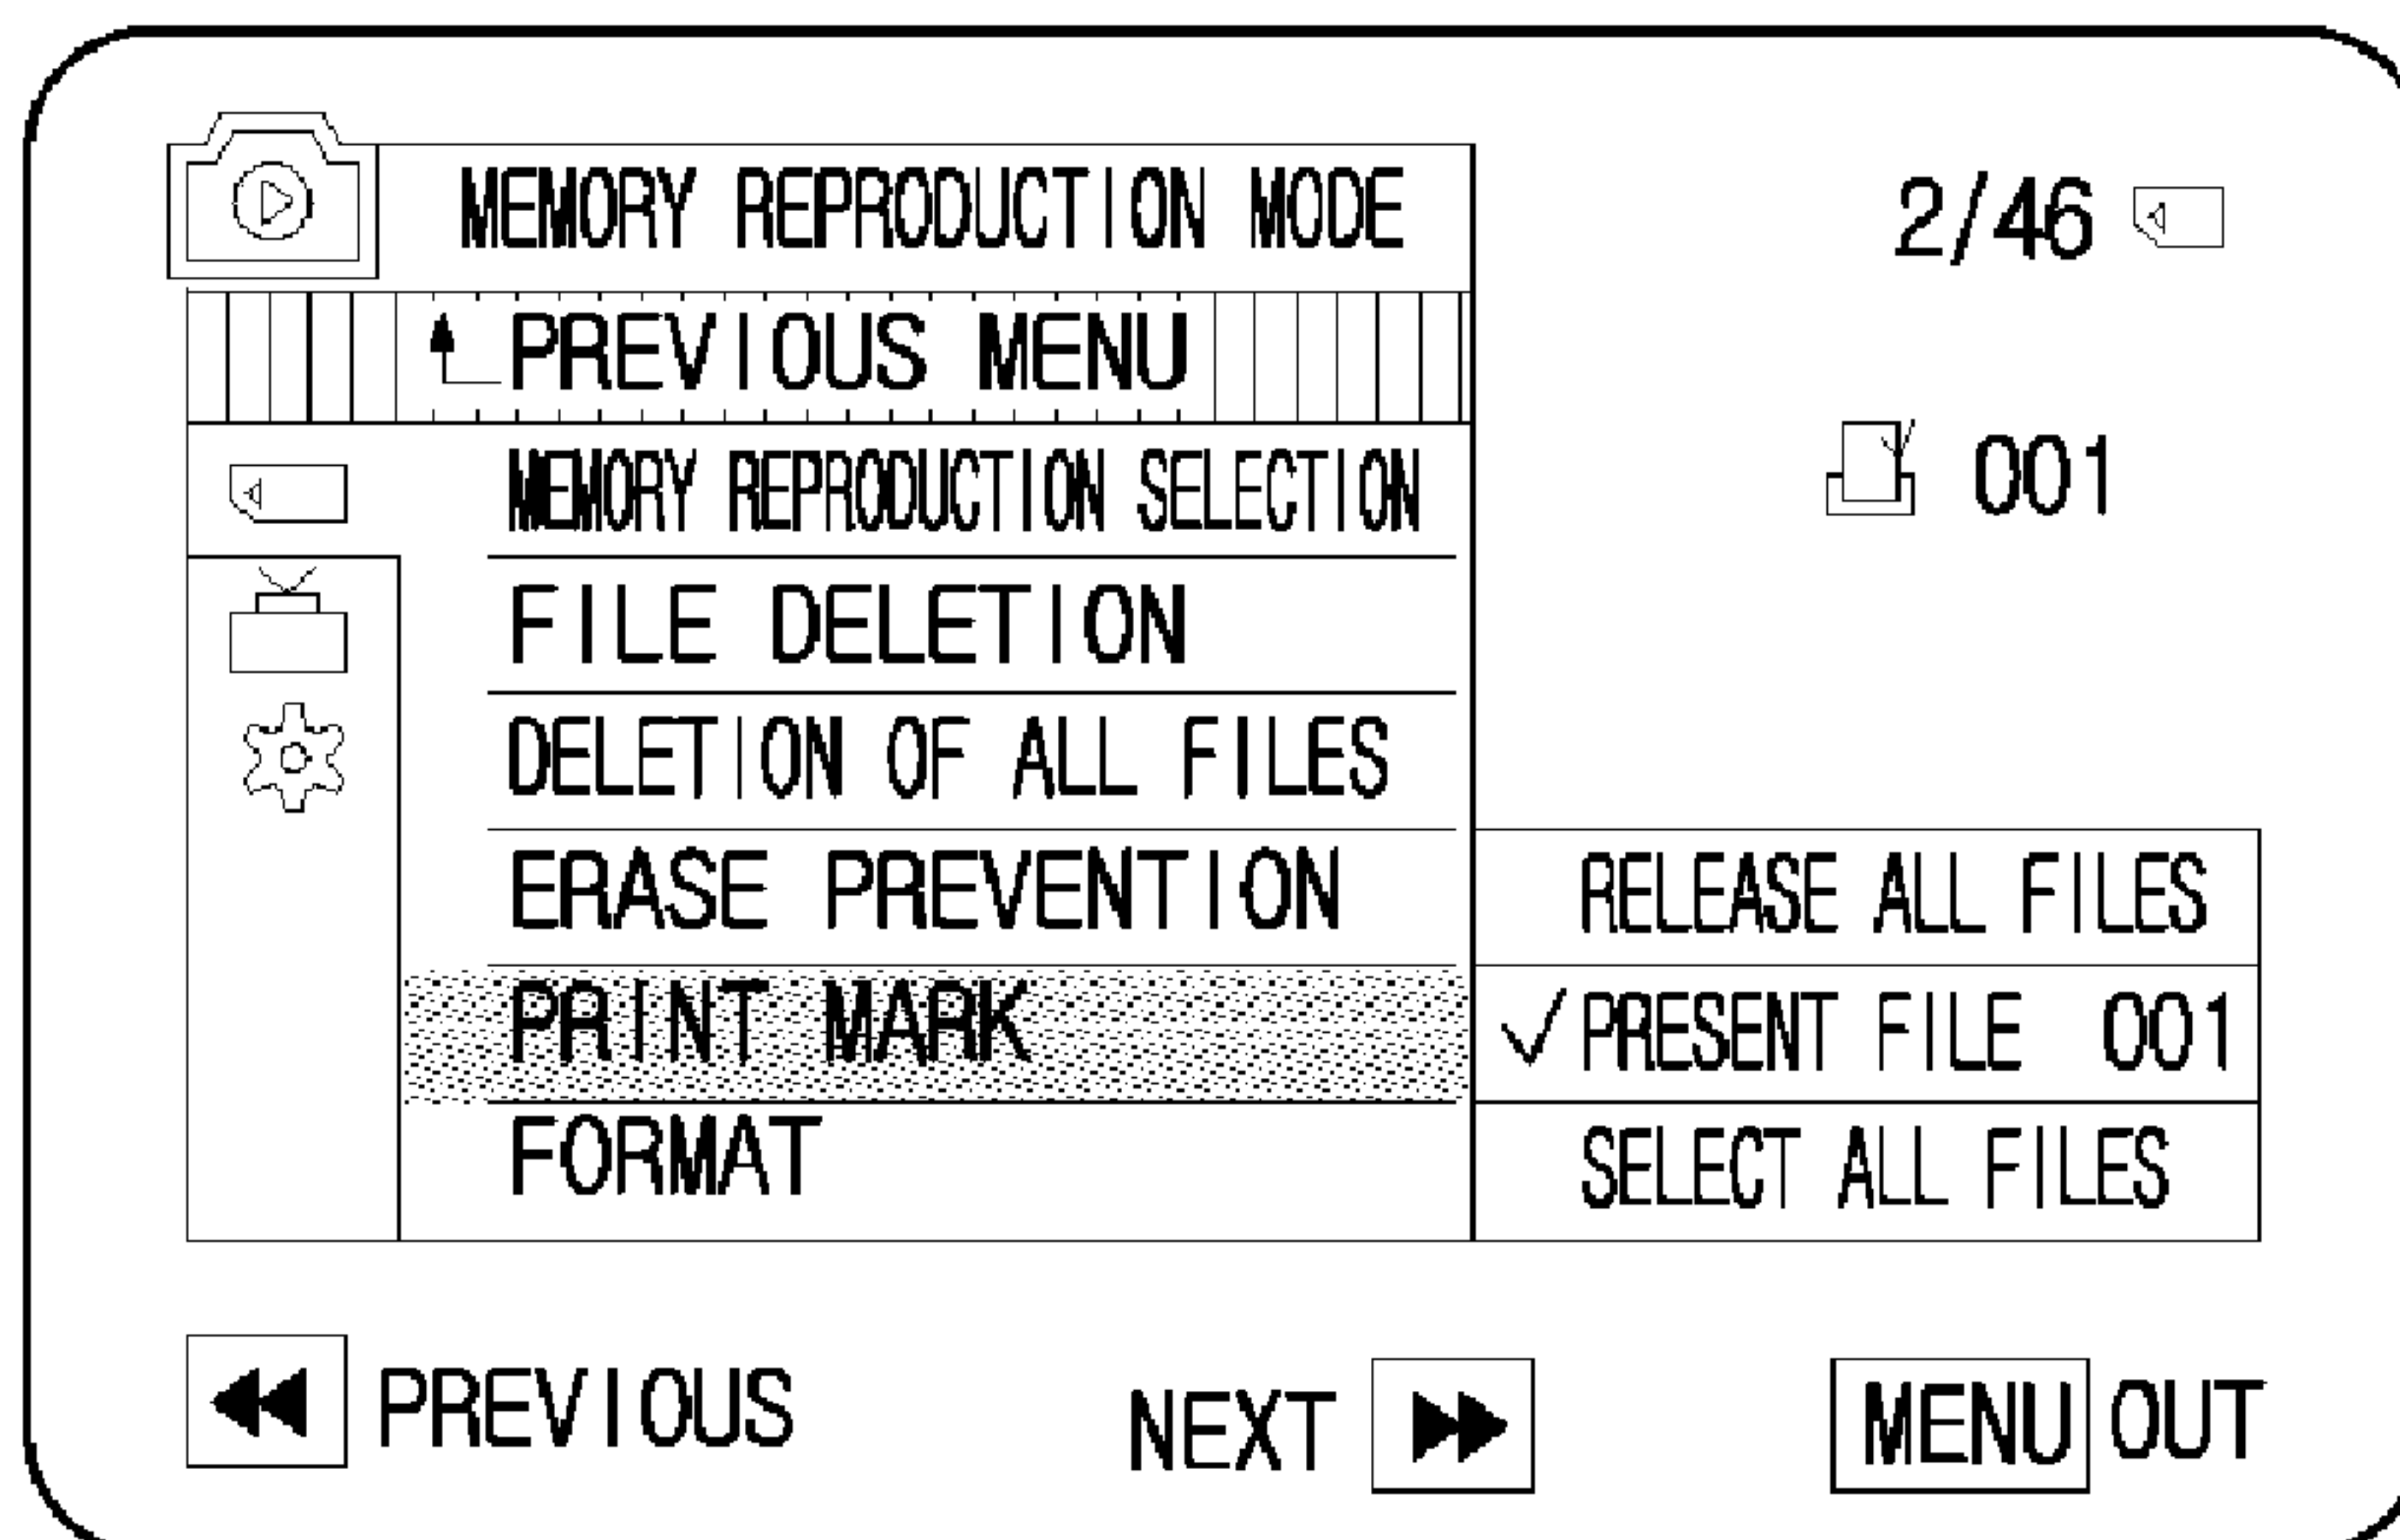 MEMORY REPRODUCTION MODE
2/46
PREVIOUS MENU
MEMORY REPRODUCTION SELECTION
001
FILE DELETION
DELETION OF ALL FILES
ERASE PREVENTION
RELEASE ALL FILES
PRINT MARK
PRESENT FILE 001
FORMAT
SELECT ALL FILES
PREVIOUS
NEXT
MENU OUT